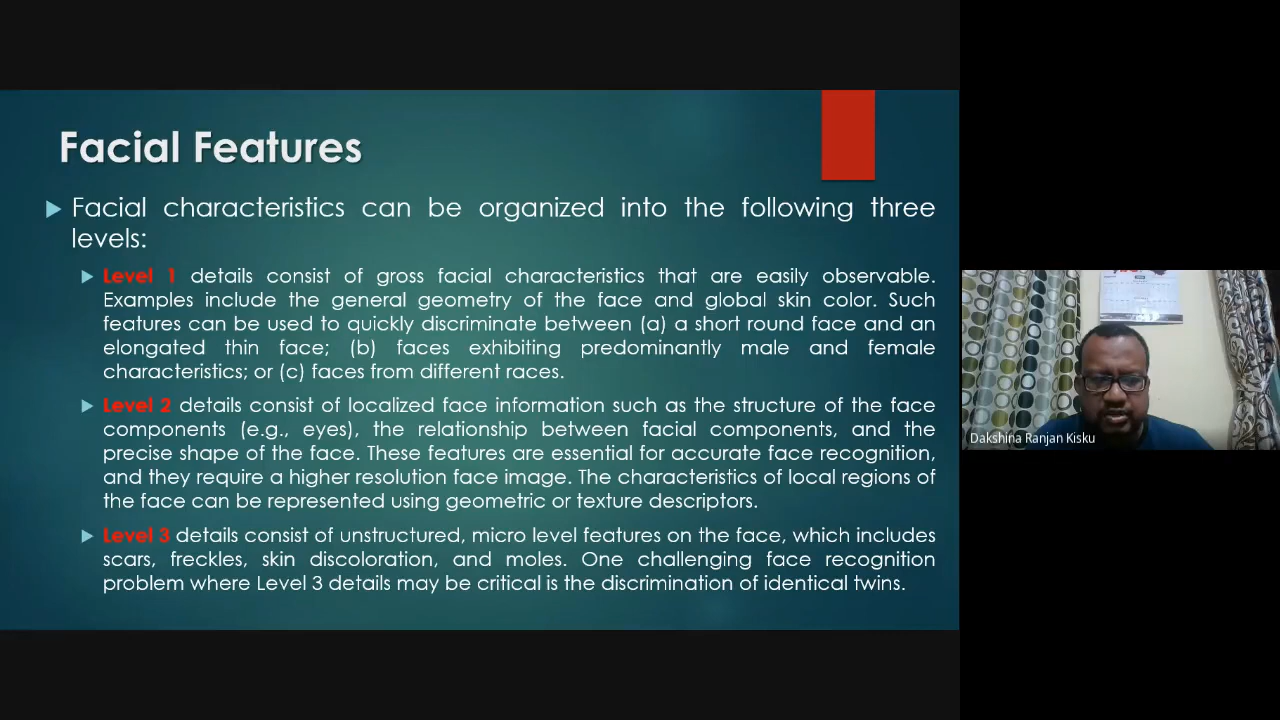 Facial Features
Facial characteristics can be organized into the following three
levels:
Level 1 details consist of gross facial characteristics that are easily observable.
Examples include the general geometry of the face and global skin color. Such
features can be used to quickly discriminate between (a) a short round face and an
elongated thin face; (b) faces exhibiting predominantly male and female
characteristics; or (c) faces from different races.
Level 2 details consist of localized face information such as the structure of the face
components (e.g., eyes), the relationship between facial components, and the
precise shape of the face. These features are essential for accurate face recognition,
and they require a higher resolution face image. The characteristics of local regions of
the face can be represented using geometric or texture descriptors.
Level 3 details consist of unstructured, micro level features on the face, which includes
scars, freckles, skin discoloration, and moles. One challenging face recognition
problem where Level 3 details may be critical is the discrimination of identical twins.
Dakshina Ranjan Kisku